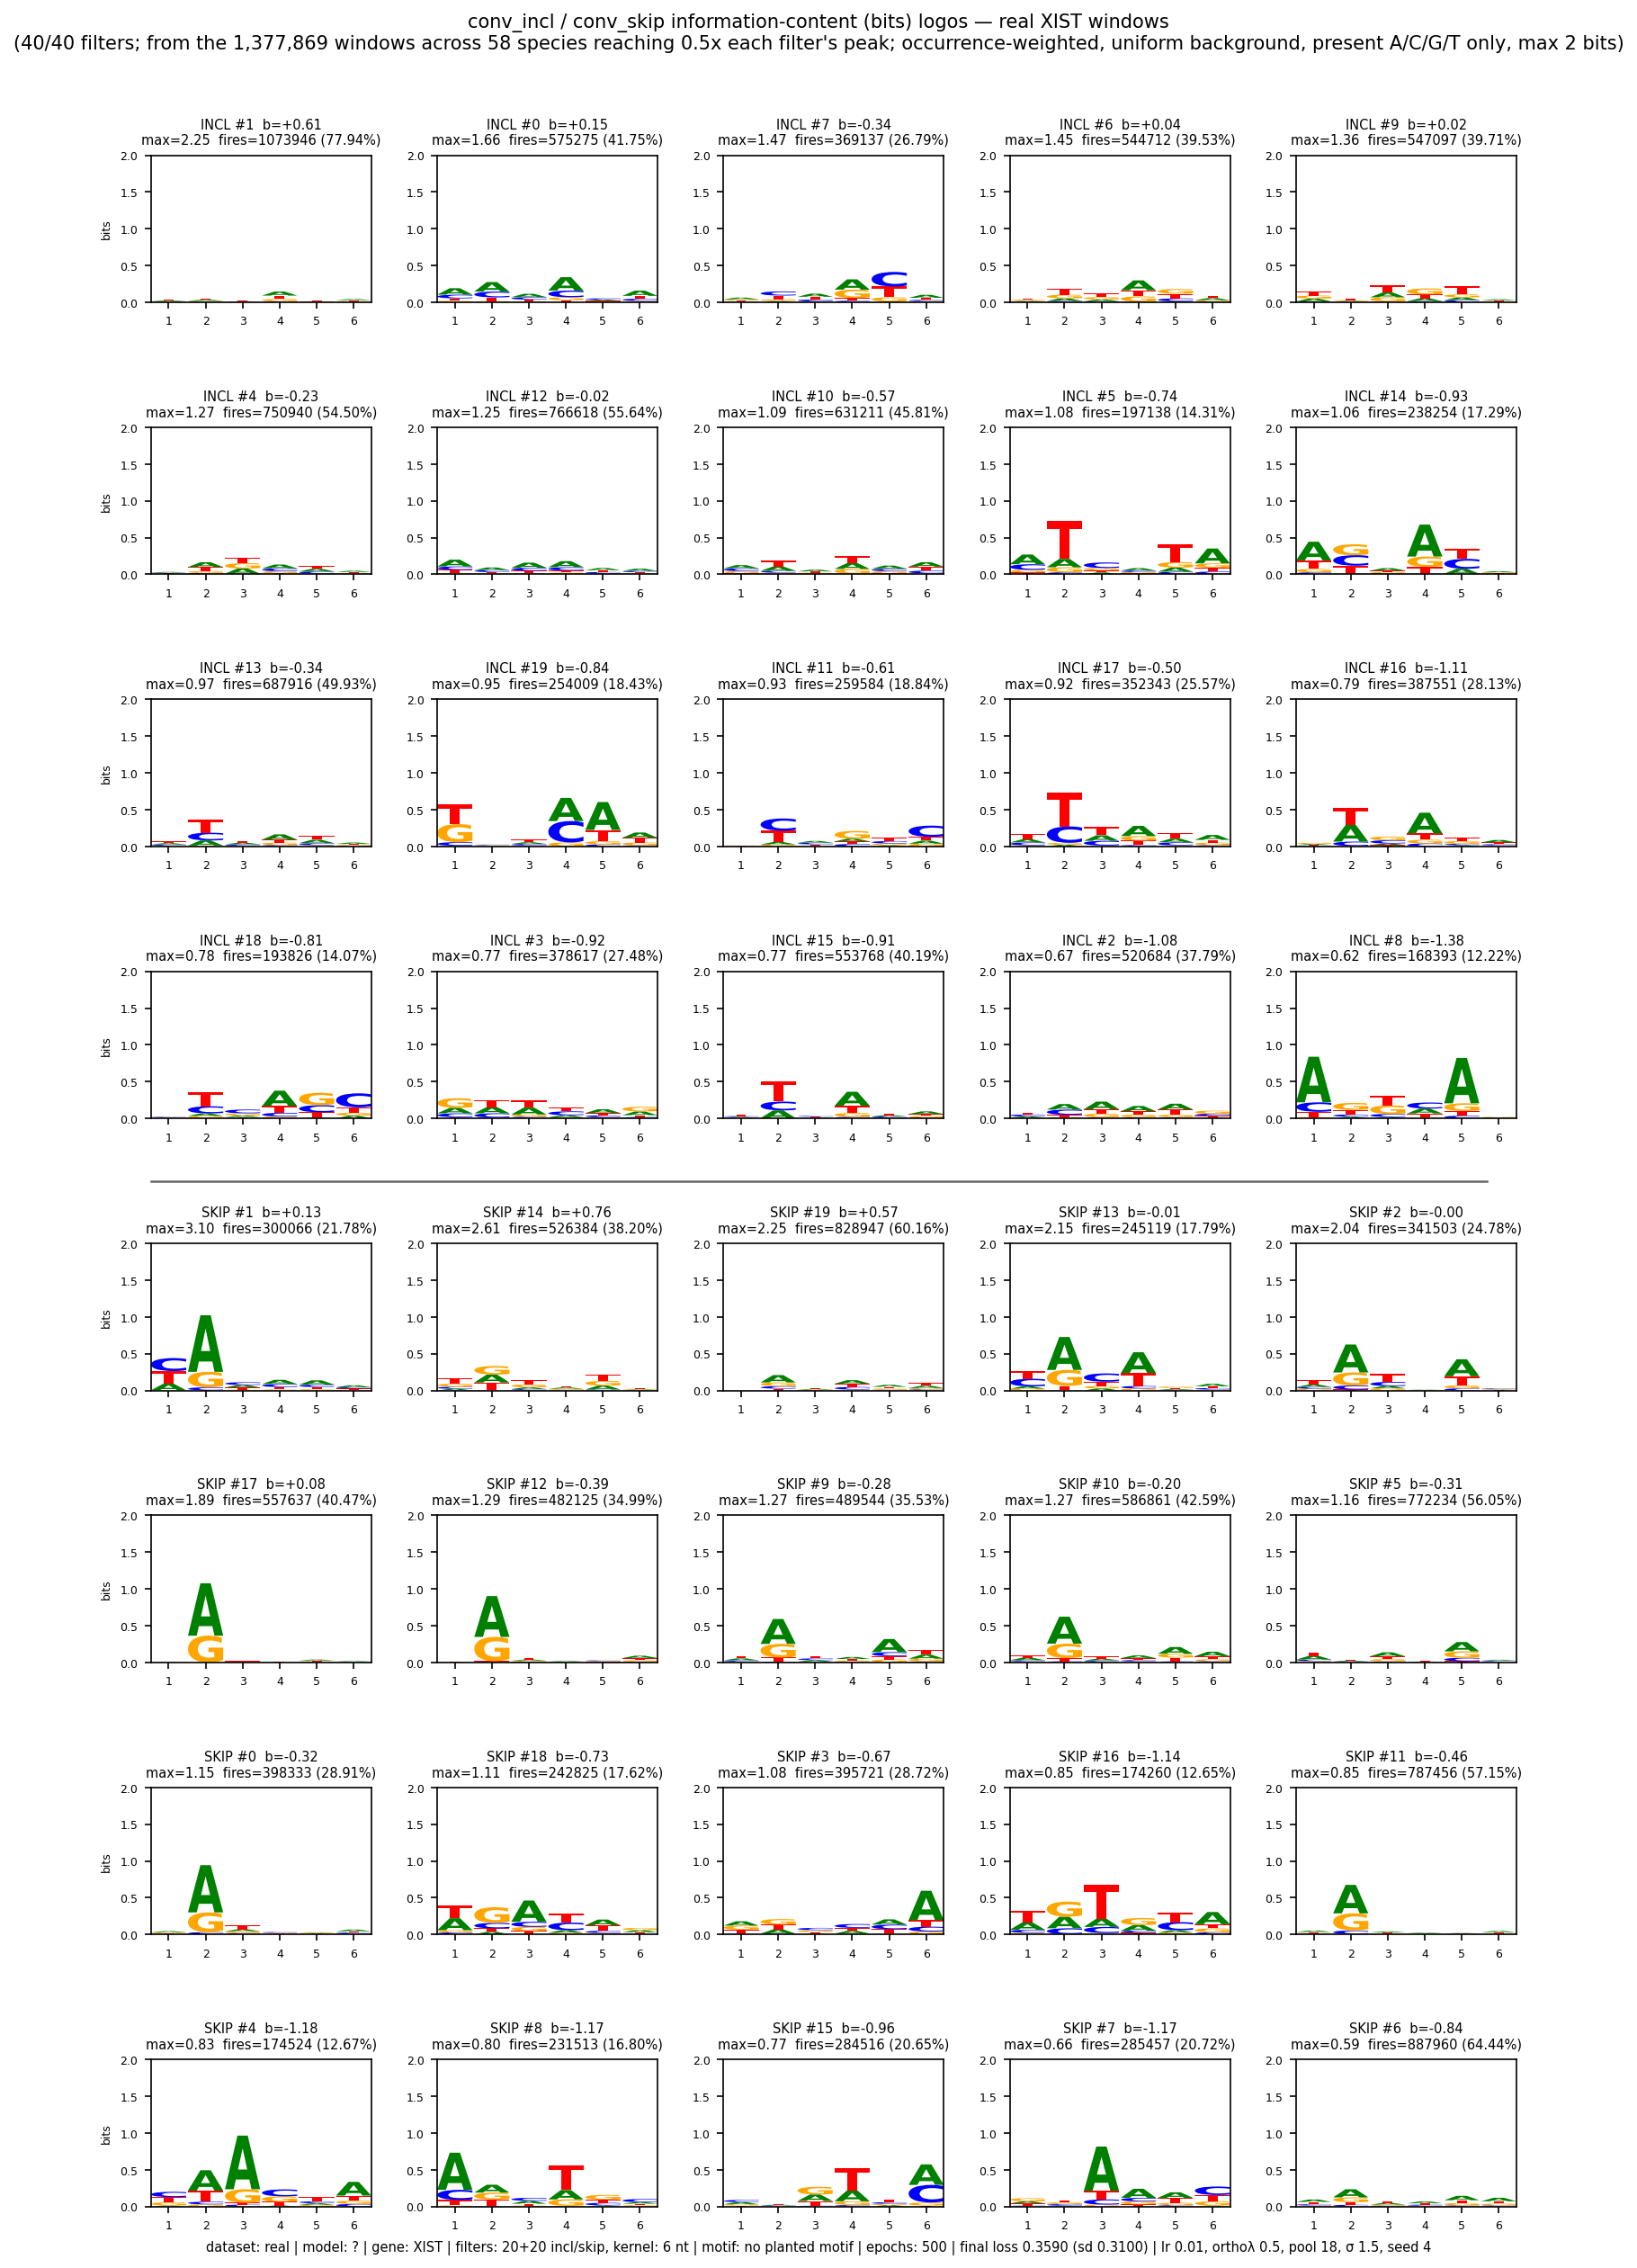 conv_incl / conv_skip information-content (bits) logos — real XIST windows
(40/40 filters; from the 1,377,869 windows across 58 species reaching 0.5x each filter's peak; occurrence-weighted, uniform background, present A/C/G/T only, max 2 bits)
INCL #1 b=+0.61
max=2.25 fires=1073946 (77.94%)
INCL #0 b=+0.15
max=1.66 fires=575275 (41.75%)
INCL #7 b=-0.34
max=1.47 fires=369137 (26.79%)
INCL #6 b=+0.04
max=1.45 fires=544712 (39.53%)
INCL #9 b=+0.02
max=1.36 fires=547097 (39.71%)
INCL #4 b=-0.23
max=1.27 fires=750940 (54.50%)
INCL #12 b=-0.02
max=1.25 fires=766618 (55.64%)
INCL #10 b=-0.57
max=1.09 fires=631211 (45.81%)
INCL #5 b=-0.74
max=1.08 fires=197138 (14.31%)
INCL #14 b=-0.93
max=1.06 fires=238254 (17.29%)
INCL #13 b=-0.34
max=0.97 fires=687916 (49.93%)
INCL #19 b=-0.84
max=0.95 fires=254009 (18.43%)
INCL #11 b=-0.61
max=0.93 fires=259584 (18.84%)
INCL #17 b=-0.50
max=0.92 fires=352343 (25.57%)
INCL #16 b=-1.11
max=0.79 fires=387551 (28.13%)
INCL #18 b=-0.81
max=0.78 fires=193826 (14.07%)
INCL #3 b=-0.92
max=0.77 fires=378617 (27.48%)
INCL #15 b=-0.91
max=0.77 fires=553768 (40.19%)
INCL #2 b=-1.08
max=0.67 fires=520684 (37.79%)
INCL #8 b=-1.38
max=0.62 fires=168393 (12.22%)
SKIP #1 b=+0.13
max=3.10 fires=300066 (21.78%)
SKIP #14 b=+0.76
max=2.61 fires=526384 (38.20%)
SKIP #19 b=+0.57
max=2.25 fires=828947 (60.16%)
SKIP #13 b=-0.01
max=2.15 fires=245119 (17.79%)
SKIP #2 b=-0.00
max=2.04 fires=341503 (24.78%)
SKIP #17 b=+0.08
max=1.89 fires=557637 (40.47%)
SKIP #12 b=-0.39
max=1.29 fires=482125 (34.99%)
SKIP #9 b=-0.28
max=1.27 fires=489544 (35.53%)
SKIP #10 b=-0.20
max=1.27 fires=586861 (42.59%)
SKIP #5 b=-0.31
max=1.16 fires=772234 (56.05%)
SKIP #0 b=-0.32
max=1.15 fires=398333 (28.91%)
SKIP #18 b=-0.73
max=1.11 fires=242825 (17.62%)
SKIP #3 b=-0.67
max=1.08 fires=395721 (28.72%)
SKIP #16 b=-1.14
max=0.85 fires=174260 (12.65%)
SKIP #11 b=-0.46
max=0.85 fires=787456 (57.15%)
SKIP #4 b=-1.18
max=0.83 fires=174524 (12.67%)
SKIP #8 b=-1.17
max=0.80 fires=231513 (16.80%)
SKIP #15 b=-0.96
max=0.77 fires=284516 (20.65%)
SKIP #7 b=-1.17
max=0.66 fires=285457 (20.72%)
SKIP #6 b=-0.84
max=0.59 fires=887960 (64.44%)
dataset: real | model: ? | gene: XIST | filters: 20+20 incl/skip, kernel: 6 nt | motif: no planted motif | epochs: 500 | final loss 0.3590 (sd 0.3100) | lr 0.01, orthoλ 0.5, pool 18, σ 1.5, seed 4